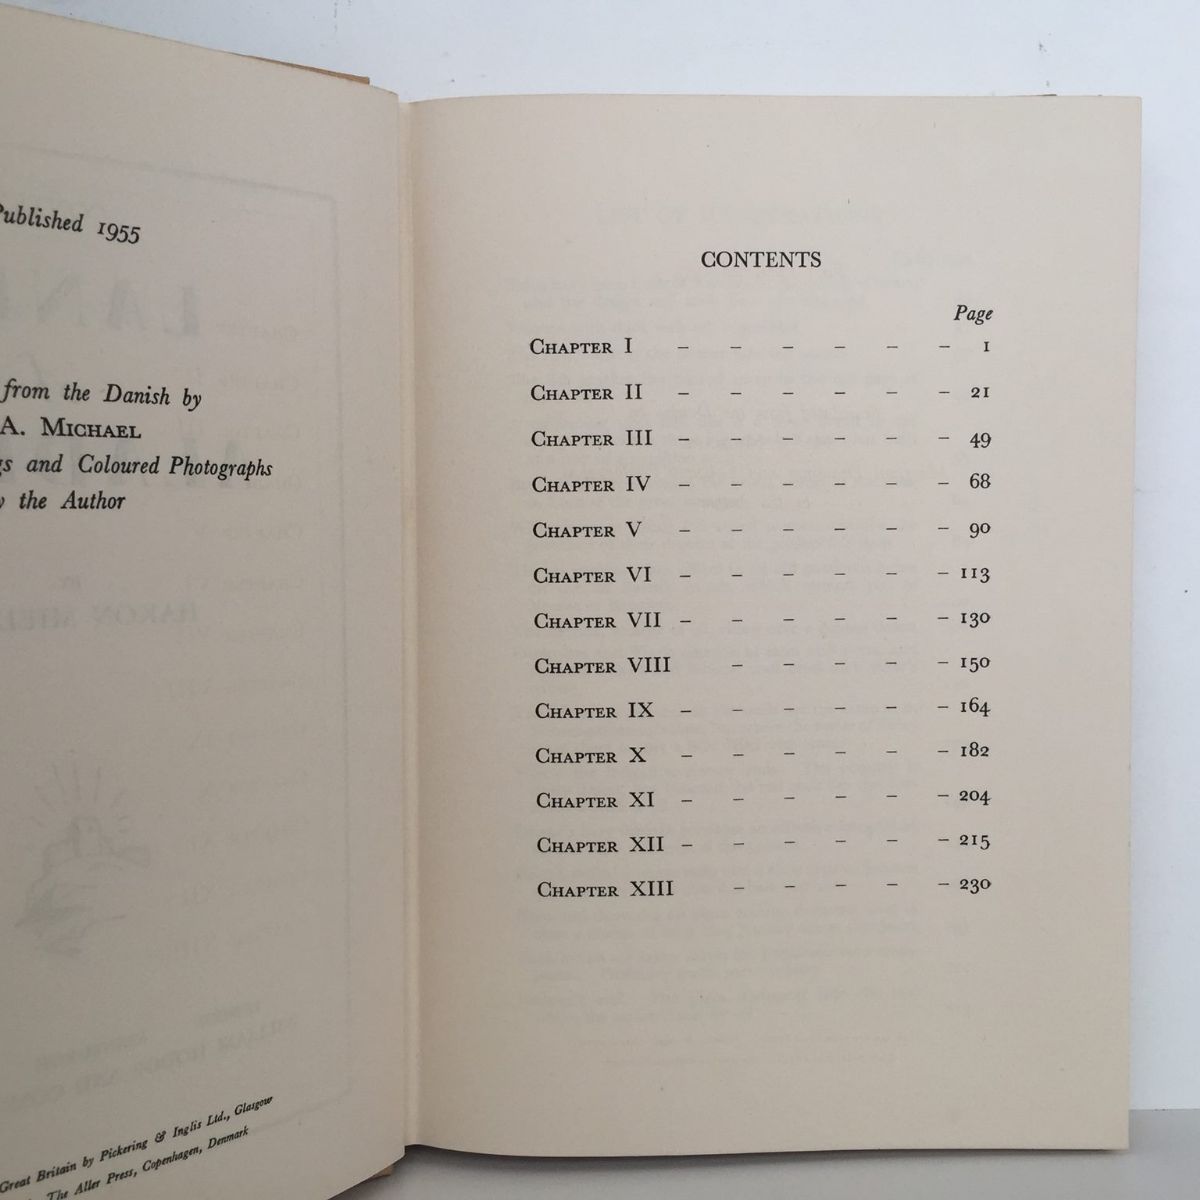 Published 1955
from the Danish by
A. MICHAEL
and Coloured Photographs
the Author
Great Britain by Pickering & Inglis Ltd., Glasgow
The Aller Press, Copenhagen, Denmark
CONTENTS
Page
CHAPTER I – – – – – – 1
CHAPTER II – – – – – – 21
CHAPTER III – – – – – – 49
CHAPTER IV – – – – – – 68
CHAPTER V – – – – – – 90
CHAPTER VI – – – – – – 113
CHAPTER VII – – – – – – 130
CHAPTER VIII – – – – – 150
CHAPTER IX – – – – – – 164
CHAPTER X – – – – – – 182
CHAPTER XI – – – – – – 204
CHAPTER XII – – – – – – 215
CHAPTER XIII – – – – – 230